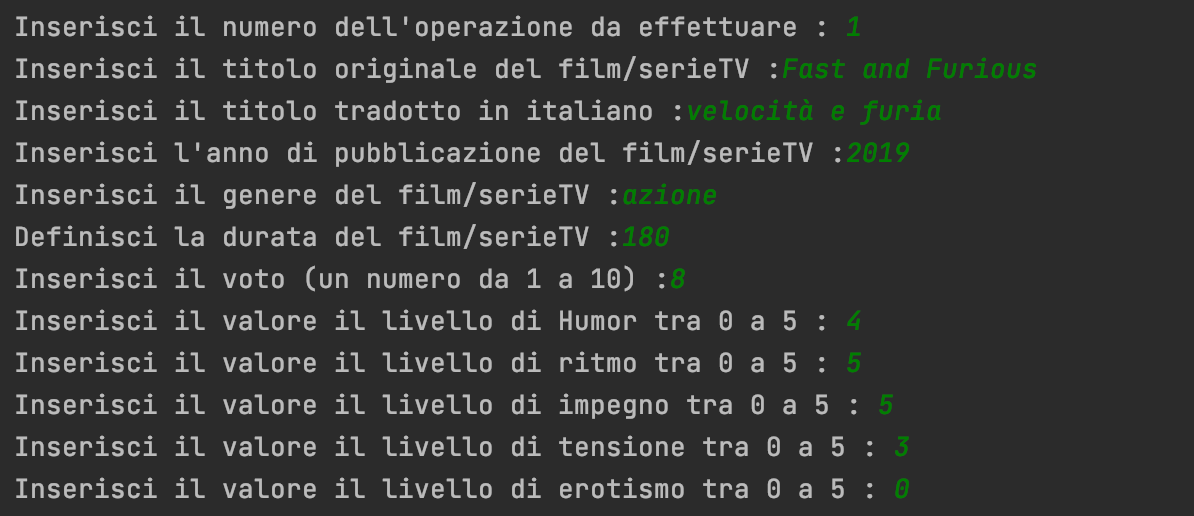 Inserisci il numero dell'operazione da effettuare : 1
Inserisci il titolo originale del film/serieTV :Fast and Furious
Inserisci il titolo tradotto in italiano :velocità e furia
Inserisci l'anno di pubblicazione del film/serieTV :2019
Inserisci il genere del film/serieTV :azione
Definisci la durata del film/serieTV :180
Inserisci il voto (un numero da 1 a 10) :8
Inserisci il valore il livello di Humor tra 0 a 5 : 4
Inserisci il valore il livello di ritmo tra 0 a 5 : 5
Inserisci il valore il livello di impegno tra 0 a 5 : 5
Inserisci il valore il livello di tensione tra 0 a 5 : 3
Inserisci il valore il livello di erotismo tra 0 a 5 : 0